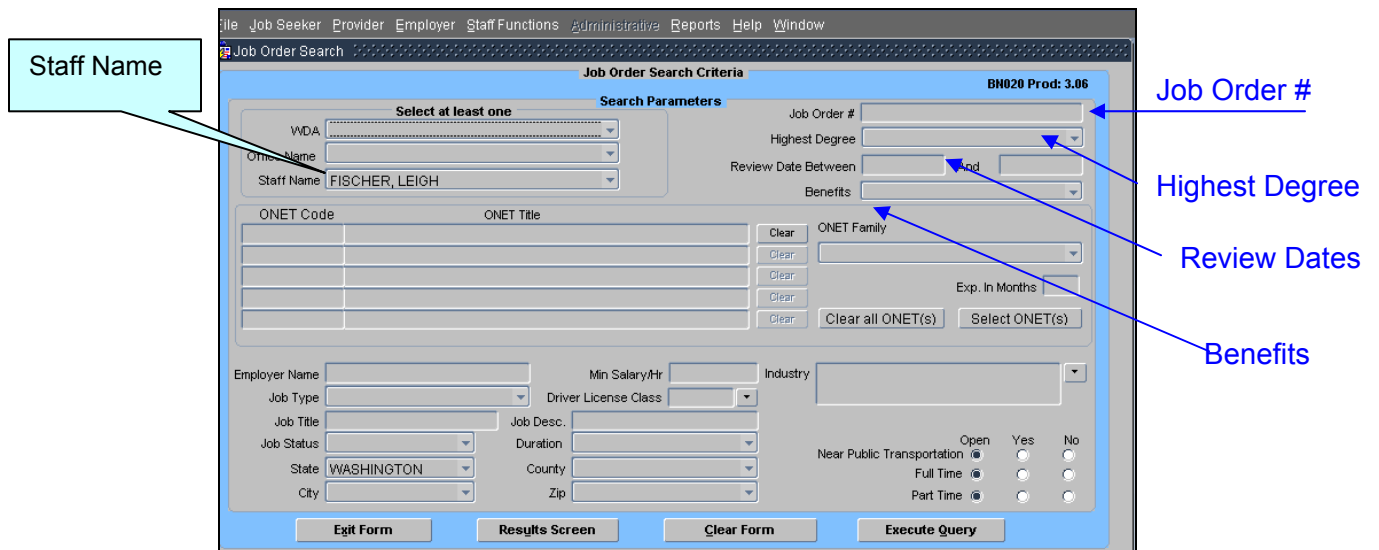 ile Job Seeker Provider Employer Staff Functions Administrative Reports Help Window
Job Order Search
Staff Name
Job Order Search Criteria
BN020 Prod: 3.06
Search Parameters
Select at least one
WDA
Office Name
Staff Name FISCHER, LEIGH
Job Order #
Highest Degree
Review Date Between And
Benefits
Job Order #
Highest Degree
Review Dates
Benefits
ONET Code ONET Title
Clear
Clear
Clear
Clear
Clear
ONET Family
Exp. In Months
Clear all ONET(s) Select ONET(s)
Employer Name Min Salary/Hr Industry
Job Type Driver License Class
Job Title Job Desc.
Job Status Duration
State WASHINGTON County
City Zip
Open Yes No
Near Public Transportation
Full Time
Part Time
Exit Form Results Screen Clear Form Execute Query